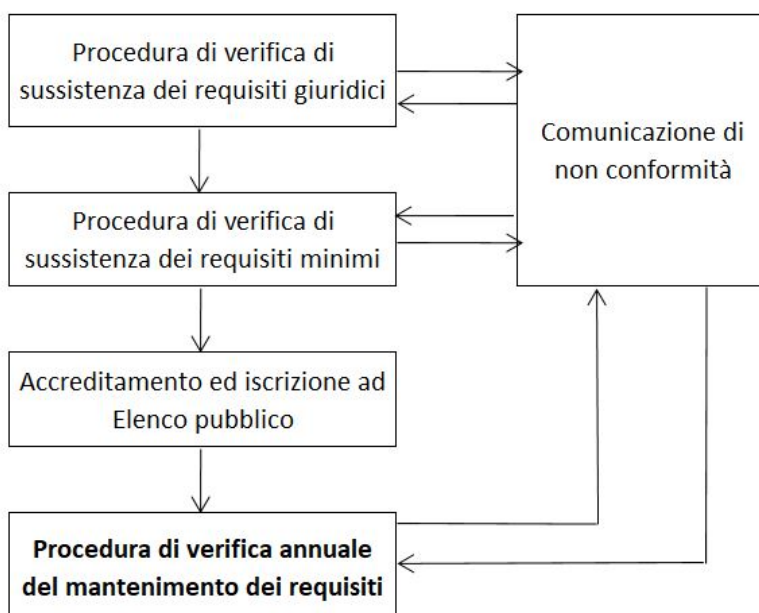 Procedura di verifica di
sussistenza dei requisiti giuridici
Comunicazione di
non conformità
Procedura di verifica di
sussistenza dei requisiti minimi
Accreditamento ed iscrizione ad
Elenco pubblico
Procedura di verifica annuale
del mantenimento dei requisiti